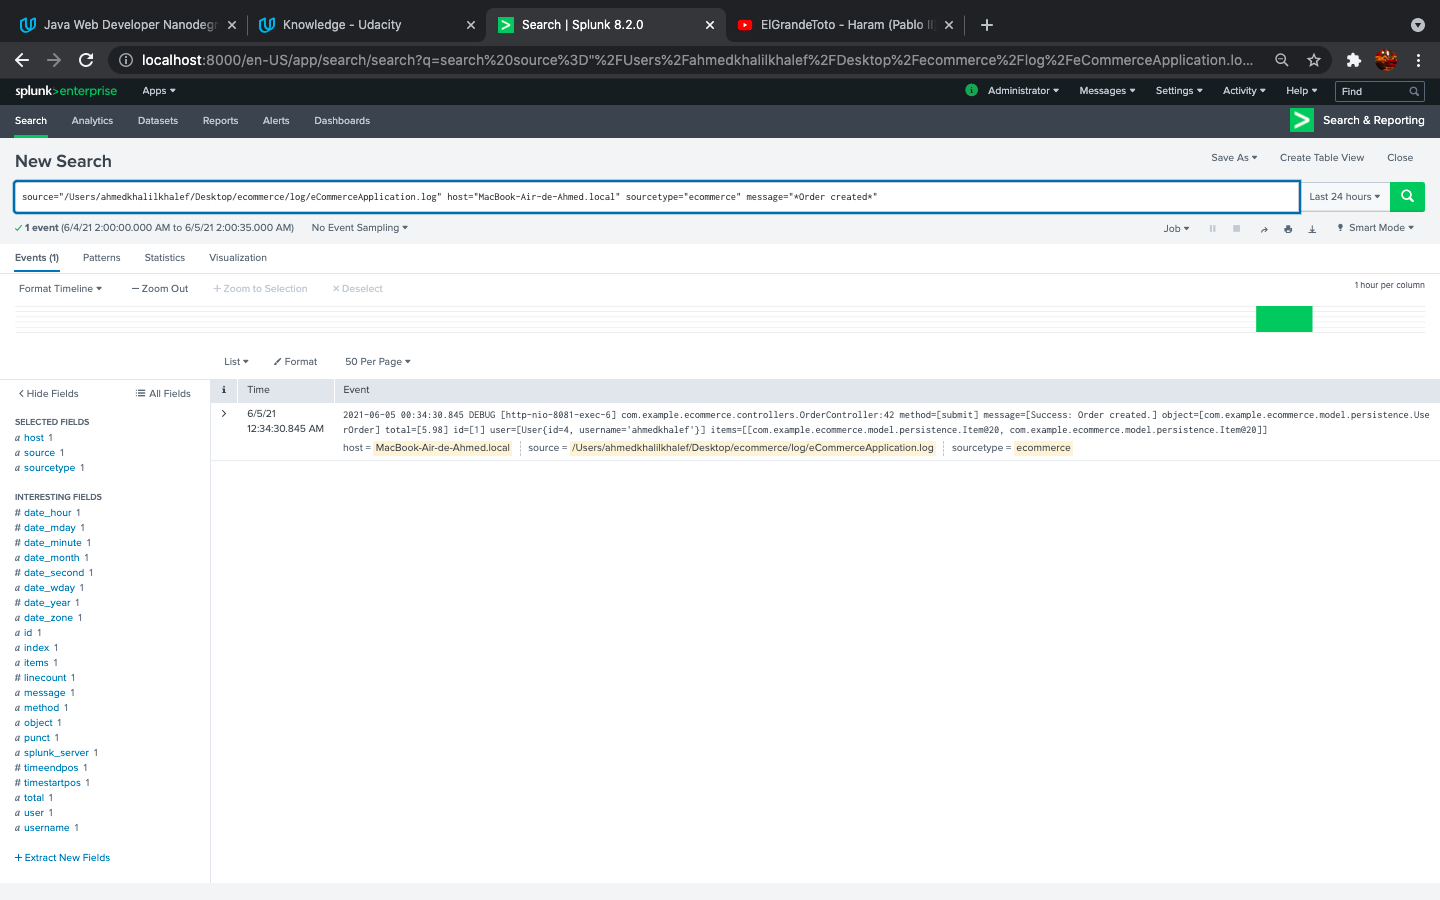 Java Web Developer Nanodegr
Knowledge - Udacity
Search | Splunk 8.2.0
ElGrandeToto - Haram (Pablo II
localhost:8000/en-US/app/search/search?q=search%20source%3D"%2FUsers%2Fahmedkhalilkhalef%2FDesktop%2Fecommerce%2Flog%2FeCommerceApplication.lo...
splunk>enterprise Apps
Administrator Messages Settings Activity Help Find
Search Analytics Datasets Reports Alerts Dashboards
Search & Reporting
New Search
Save As Create Table View Close
source="/Users/ahmedkhalilkhalef/Desktop/ecommerce/log/eCommerceApplication.log" host="MacBook-Air-de-Ahmed.local" sourcetype="ecommerce" message="*Order created*"
Last 24 hours
✓ 1 event (6/4/21 2:00:00.000 AM to 6/5/21 2:00:35.000 AM) No Event Sampling
Job Smart Mode
Events (1) Patterns Statistics Visualization
Format Timeline — Zoom Out + Zoom to Selection × Deselect
1 hour per column
List Format 50 Per Page
< Hide Fields All Fields
i Time Event
SELECTED FIELDS
a host 1
a source 1
a sourcetype 1
INTERESTING FIELDS
# date_hour 1
# date_mday 1
# date_minute 1
a date_month 1
# date_second 1
a date_wday 1
# date_year 1
a date_zone 1
a id 1
a index 1
a items 1
# linecount 1
a message 1
a method 1
a object 1
a punct 1
a splunk_server 1
# timeendpos 1
# timestartpos 1
a total 1
a user 1
a username 1
+ Extract New Fields
> 6/5/21
12:34:30.845 AM
2021-06-05 00:34:30.845 DEBUG [http-nio-8081-exec-6] com.example.ecommerce.controllers.OrderController:42 method=[submit] message=[Success: Order created.] object=[com.example.ecommerce.model.persistence.Use
rOrder] total=[5.98] id=[1] user=[User{id=4, username='ahmedkhalef'}] items=[[com.example.ecommerce.model.persistence.Item@20, com.example.ecommerce.model.persistence.Item@20]]
host = MacBook-Air-de-Ahmed.local source = /Users/ahmedkhalilkhalef/Desktop/ecommerce/log/eCommerceApplication.log sourcetype = ecommerce